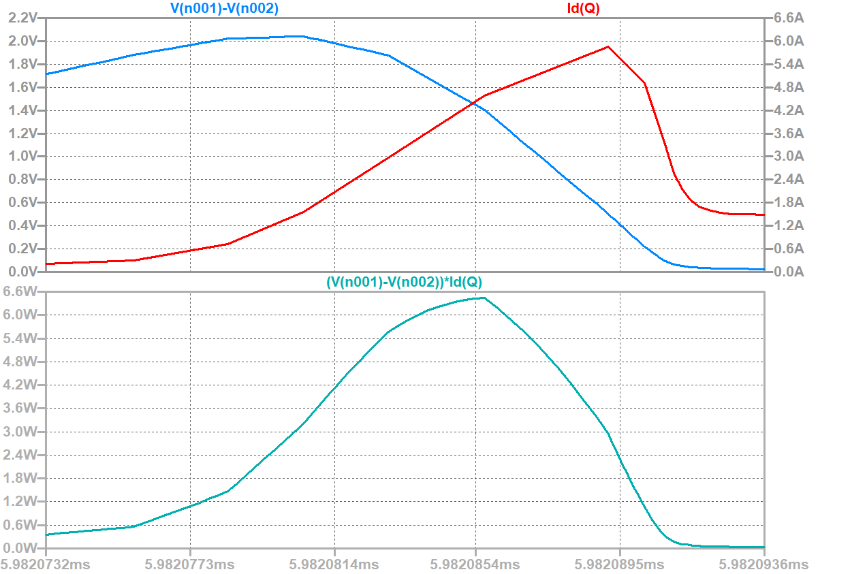 V(n001)-V(n002) Id(Q)
2.2V 6.6A
2.0V 6.0A
1.8V 5.4A
1.6V 4.8A
1.4V 4.2A
1.2V 3.6A
1.0V 3.0A
0.8V 2.4A
0.6V 1.8A
0.4V 1.2A
0.2V 0.6A
0.0V 0.0A
(V(n001)-V(n002))*Id(Q)
6.6W
6.0W
5.4W
4.8W
4.2W
3.6W
3.0W
2.4W
1.8W
1.2W
0.6W
0.0W
5.9820732ms 5.9820773ms 5.9820814ms 5.9820854ms 5.9820895ms 5.9820936ms